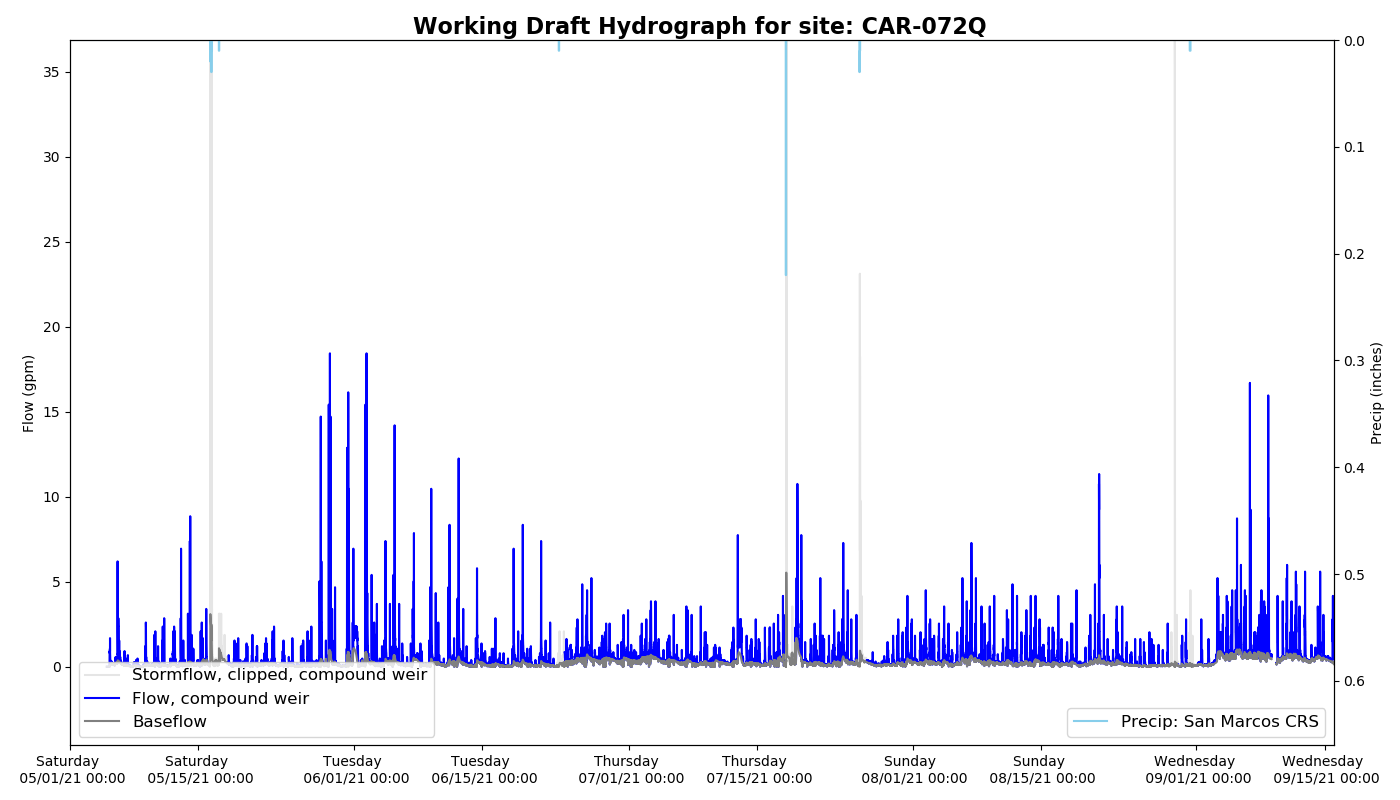 Working Draft Hydrograph for site: CAR-072Q
35
30
25
20
15
10
5
0
Flow (gpm)
0.0
0.1
0.2
0.3
0.4
0.5
0.6
Precip (inches)
Stormflow, clipped, compound weir
Flow, compound weir
Baseflow
Precip: San Marcos CRS
Saturday
05/01/21 00:00
Saturday
05/15/21 00:00
Tuesday
06/01/21 00:00
Tuesday
06/15/21 00:00
Thursday
07/01/21 00:00
Thursday
07/15/21 00:00
Sunday
08/01/21 00:00
Sunday
08/15/21 00:00
Wednesday
09/01/21 00:00
Wednesday
09/15/21 00:00